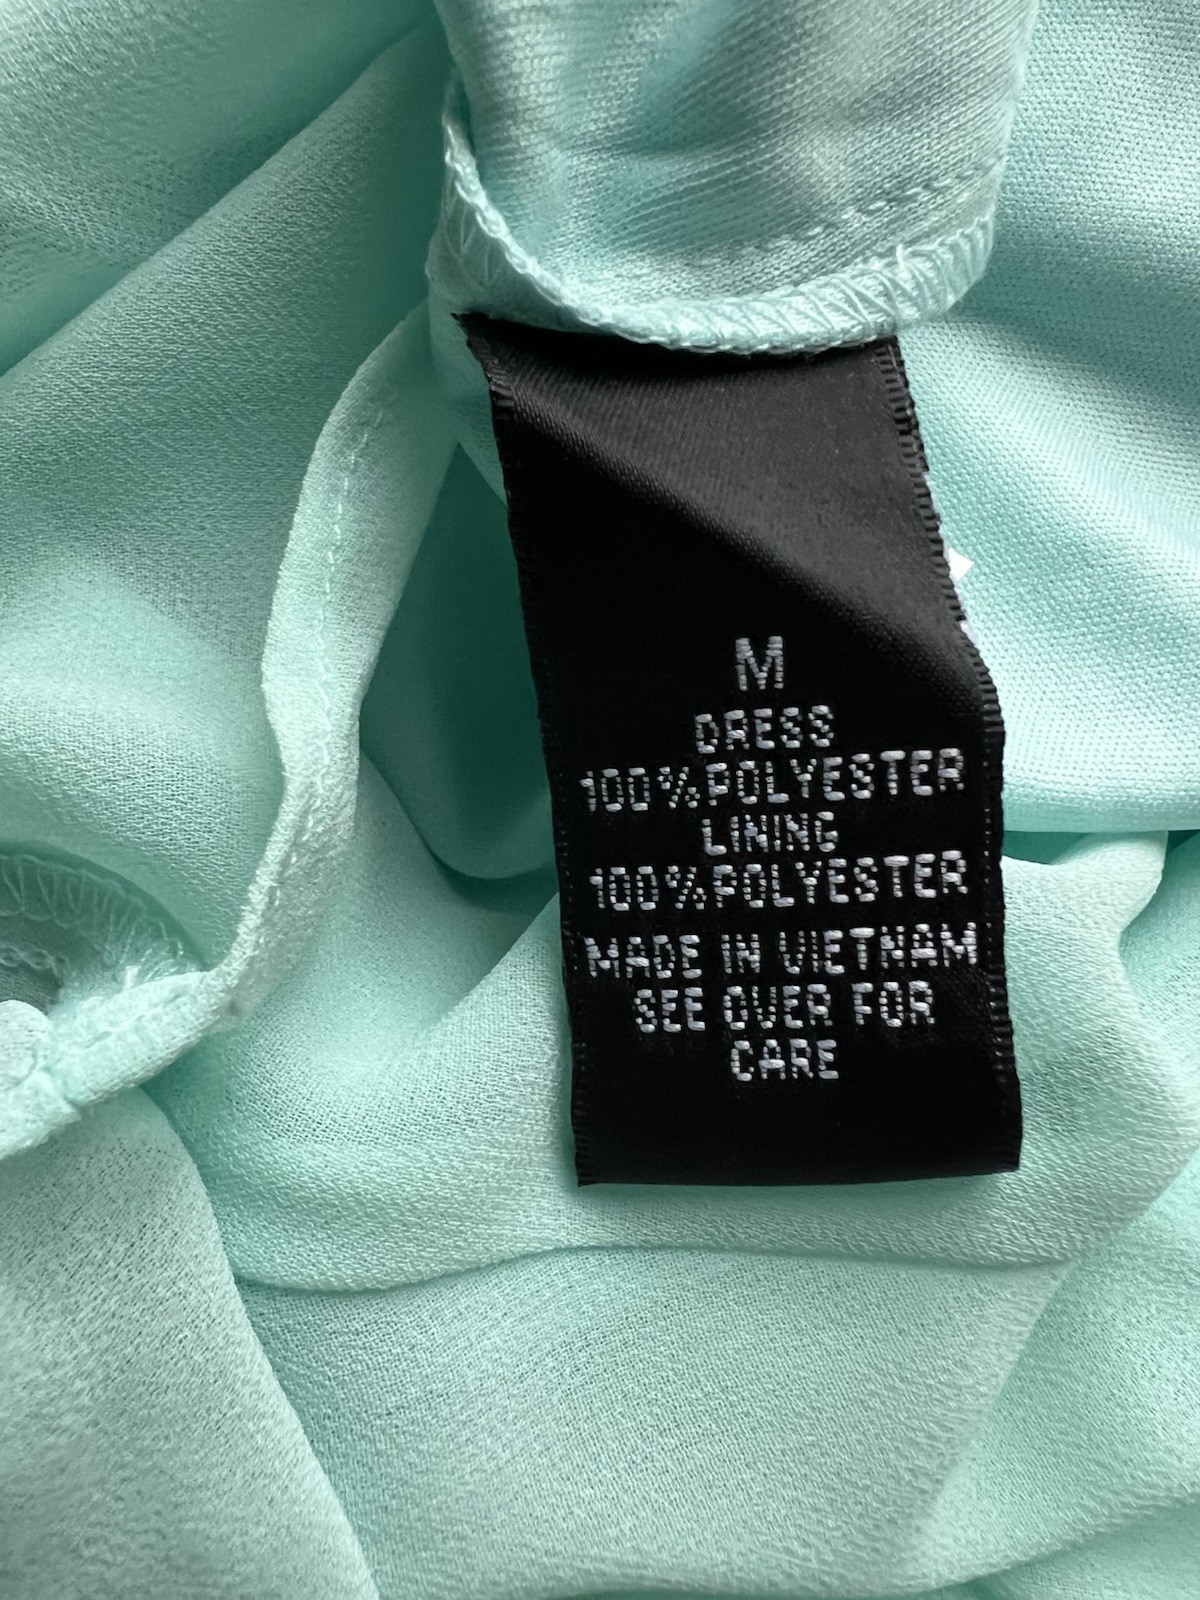 M
DRESS
100%POLYESTER
LINING
100%POLYESTER
MADE IN VIETNAM
SEE OVER FOR
CARE